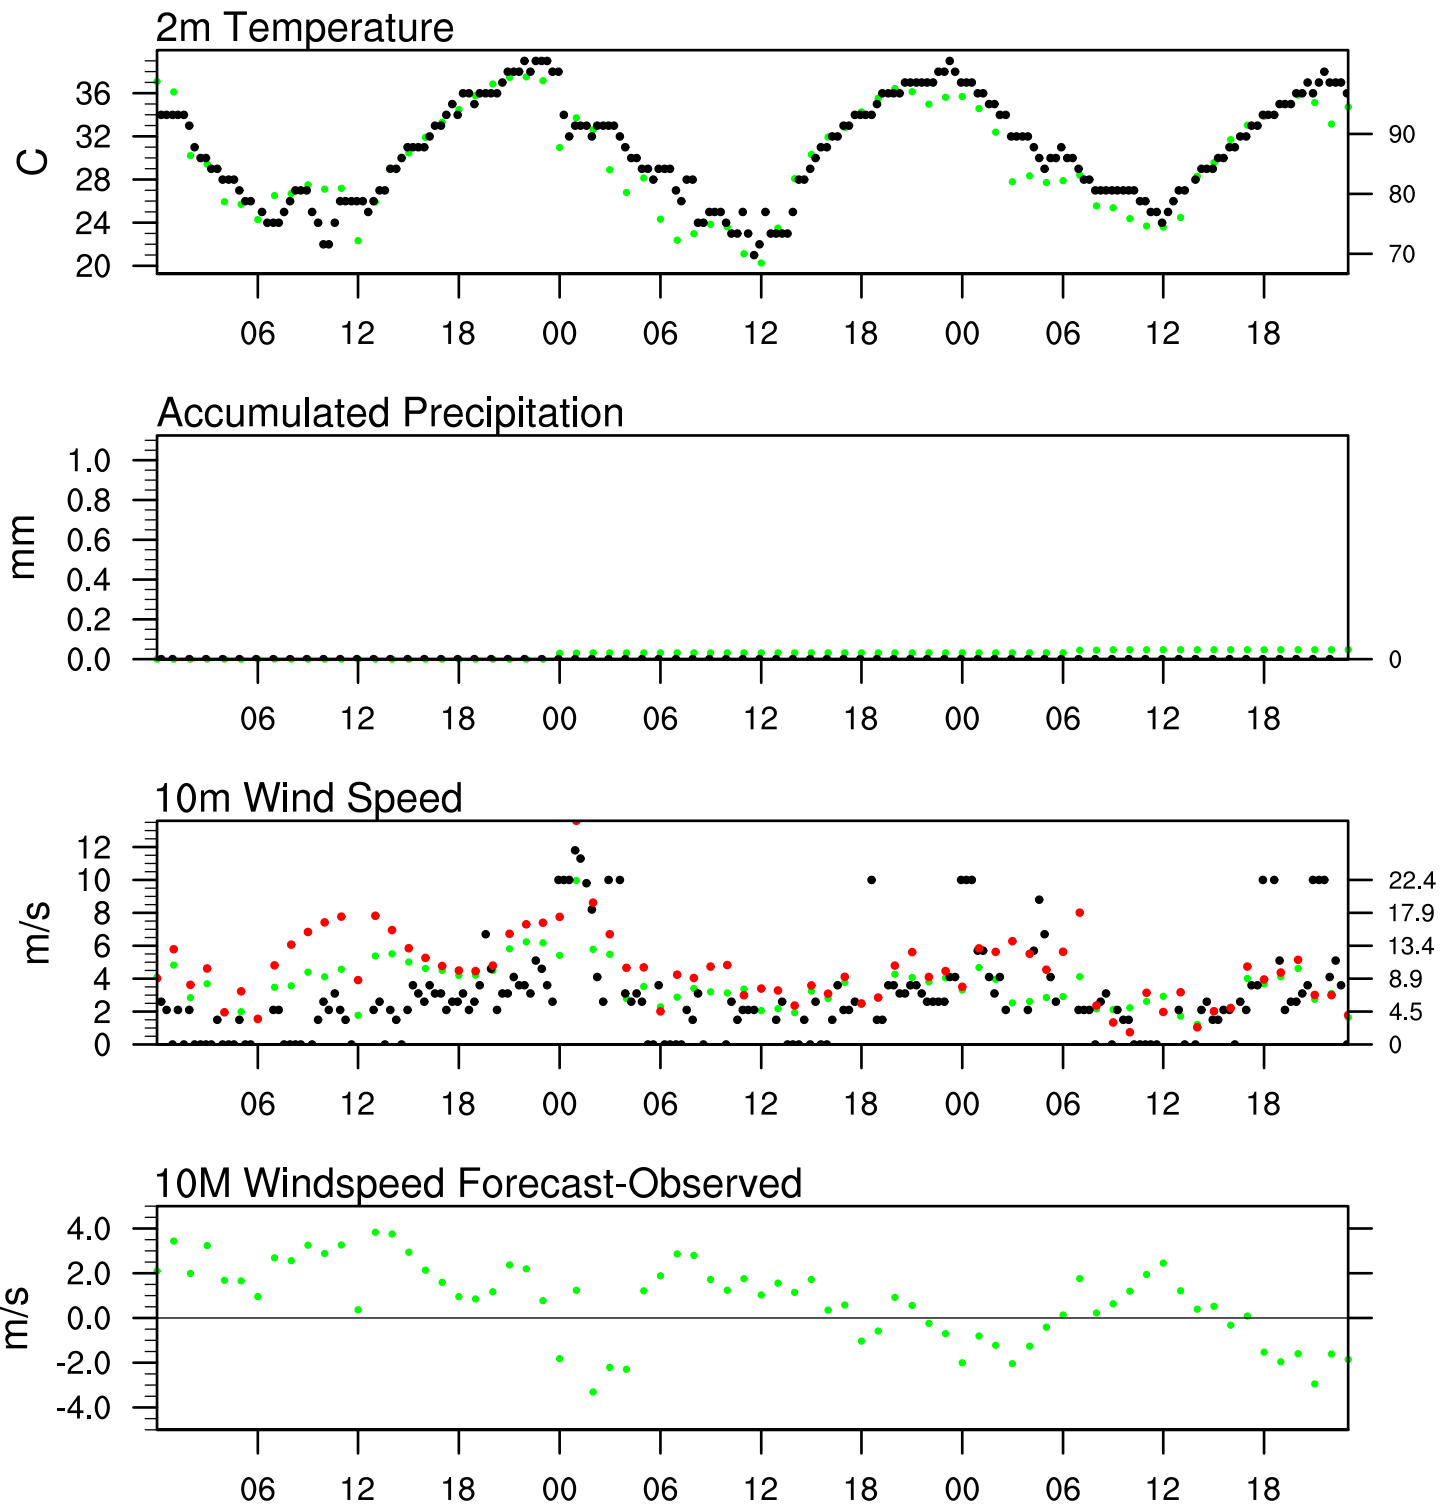 2m Temperature
C
36
32
28
24
20
90
80
70
06 12 18 00 06 12 18 00 06 12 18
Accumulated Precipitation
mm
1.0
0.8
0.6
0.4
0.2
0.0
0
06 12 18 00 06 12 18 00 06 12 18
10m Wind Speed
m/s
12
10
8
6
4
2
0
22.4
17.9
13.4
8.9
4.5
0
06 12 18 00 06 12 18 00 06 12 18
10M Windspeed Forecast-Observed
m/s
4.0
2.0
0.0
-2.0
-4.0
06 12 18 00 06 12 18 00 06 12 18